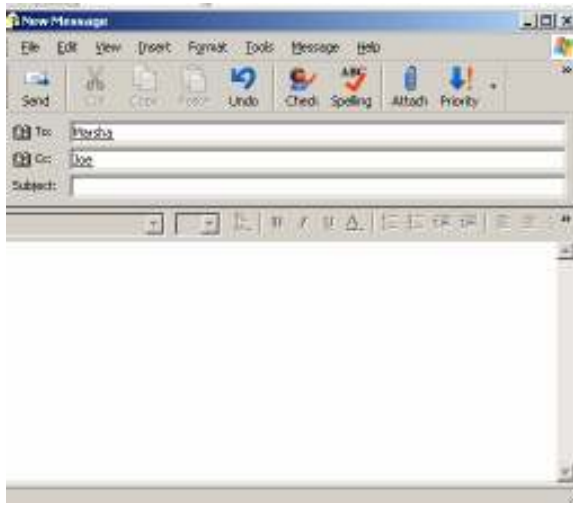 New Message
File Edit View Insert Format Tools Message Help
Send Cut Copy Paste Undo Check Spelling Attach Priority
To: Marsha
Cc: Joe
Subject: